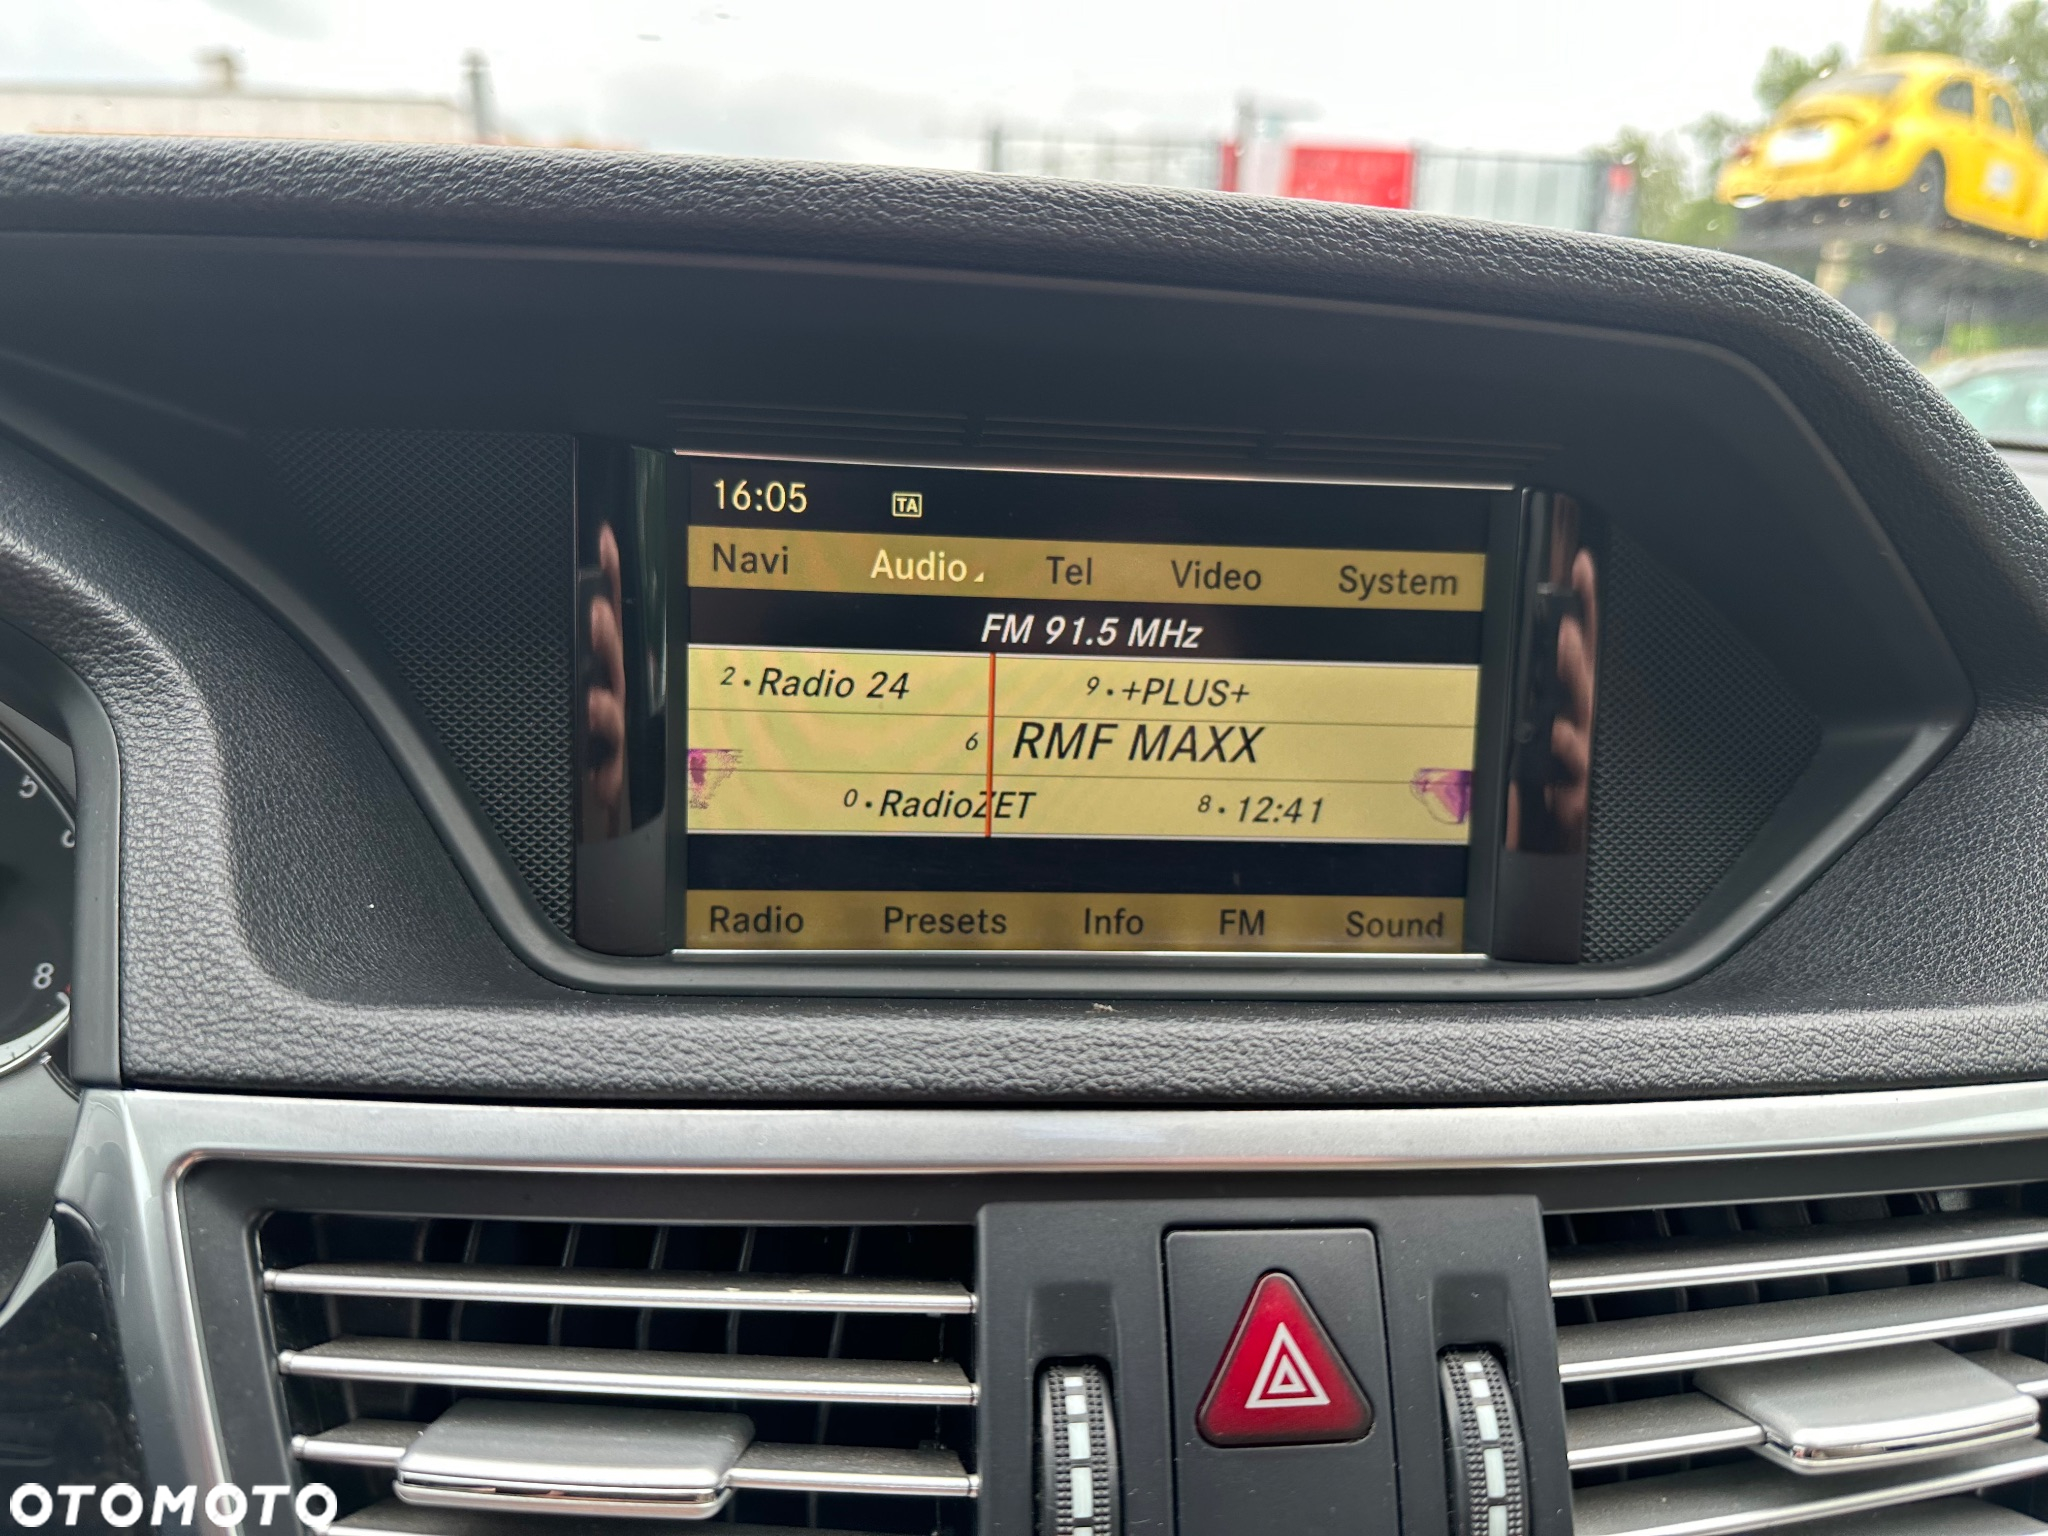 16:05 TA
Navi Audio Tel Video System
FM 91.5 MHz
2 · Radio 24 9 · +PLUS+
6 RMF MAXX
0 · RadioZET 8 · 12:41
Radio Presets Info FM Sound
8
OTOMOTO